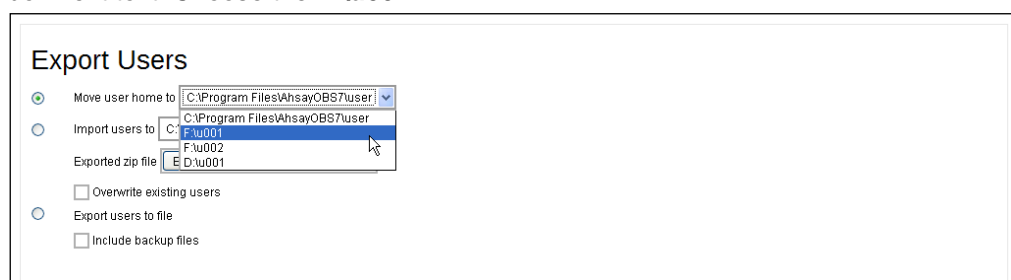 Export Users
Move user home to C:\Program Files\AhsayOBS7\user
C:\Program Files\AhsayOBS7\user
Import users to C:\
F:\u001
F:\u002
Exported zip file
D:\u001
Overwrite existing users
Export users to file
Include backup files